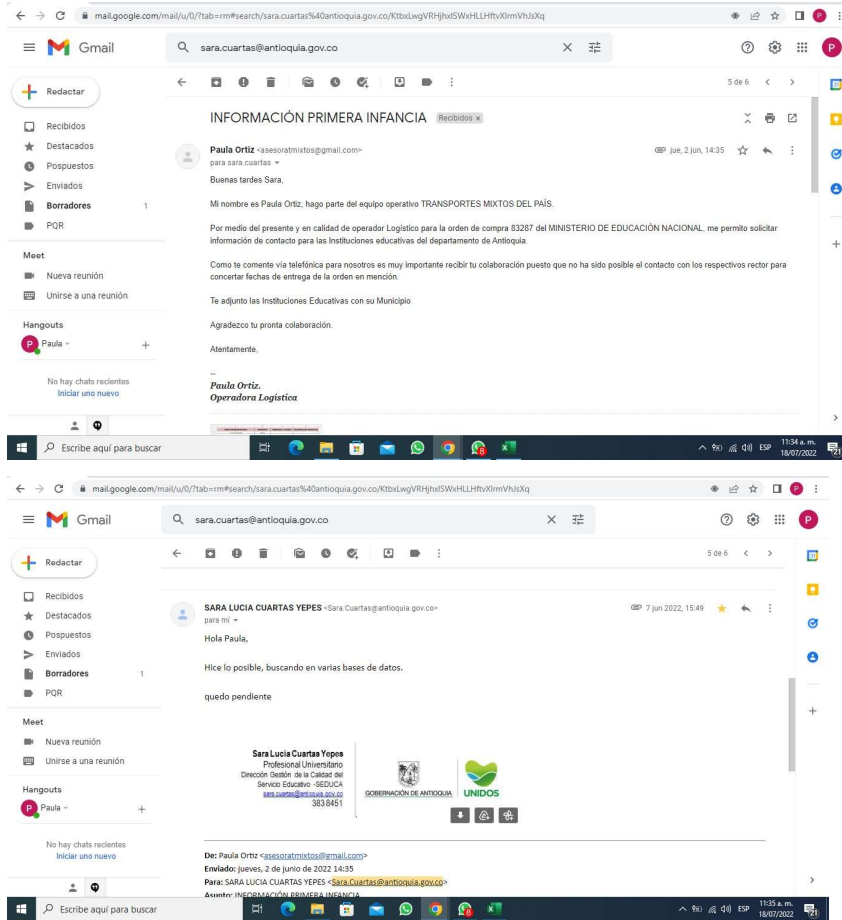 mail.google.com/mail/u/0/?tab=rm#search/sara.cuartas%40antioquia.gov.co/KtbxLwgVRHjhxlSWxHLLHftvXlrmVhJsXq
P
Gmail
sara.cuartas@antioquia.gov.co
P
Redactar
5 de 6
Recibidos
Destacados
Pospuestos
Enviados
Borradores 1
PQR
Meet
Nueva reunión
Unirse a una reunión
Hangouts
P Paula
No hay chats recientes
Iniciar uno nuevo
INFORMACIÓN PRIMERA INFANCIA Recibidos x
Paula Ortiz <asesoratmixtos@gmail.com> jue, 2 jun, 14:35
para sara.cuartas
Buenas tardes Sara,
Mi nombre es Paula Ortiz, hago parte del equipo operativo TRANSPORTES MIXTOS DEL PAÍS.
Por medio del presente y en calidad de operador Logístico para la orden de compra 83287 del MINISTERIO DE EDUCACIÓN NACIONAL, me permito solicitar
información de contacto para las Instituciones educativas del departamento de Antioquia.
Como te comente vía telefónica para nosotros es muy importante recibir tu colaboración puesto que no ha sido posible el contacto con los respectivos rector para
concertar fechas de entrega de la orden en mención.
Te adjunto las Instituciones Educativas con su Municipio
Agradezco tu pronta colaboración.
Atentamente,
--
Paula Ortiz.
Operadora Logística
Escribe aquí para buscar
8
ESP
11:34 a. m.
18/07/2022
21
mail.google.com/mail/u/0/?tab=rm#search/sara.cuartas%40antioquia.gov.co/KtbxLwgVRHjhxlSWxHLLHftvXlrmVhJsXq
P
Gmail
sara.cuartas@antioquia.gov.co
P
Redactar
5 de 6
Recibidos
Destacados
Pospuestos
Enviados
Borradores 1
PQR
Meet
Nueva reunión
Unirse a una reunión
Hangouts
P Paula
No hay chats recientes
Iniciar uno nuevo
SARA LUCIA CUARTAS YEPES <Sara.Cuartas@antioquia.gov.co> 7 jun 2022, 15:49
para mí
Hola Paula,
Hice lo posible, buscando en varias bases de datos.
quedo pendiente
Sara Lucia Cuartas Yepes
Profesional Universitario
Dirección Gestión de la Calidad del
Servicio Educativo -SEDUCA
sara.cuartas@antioquia.gov.co
383 8451
GOBERNACIÓN DE ANTIOQUIA
UNIDOS
De: Paula Ortiz <asesoratmixtos@gmail.com>
Enviado: jueves, 2 de junio de 2022 14:35
Para: SARA LUCIA CUARTAS YEPES <Sara.Cuartas@antioquia.gov.co>
Asunto: INFORMACIÓN PRIMERA INFANCIA
Escribe aquí para buscar
8
ESP
11:35 a. m.
18/07/2022
21